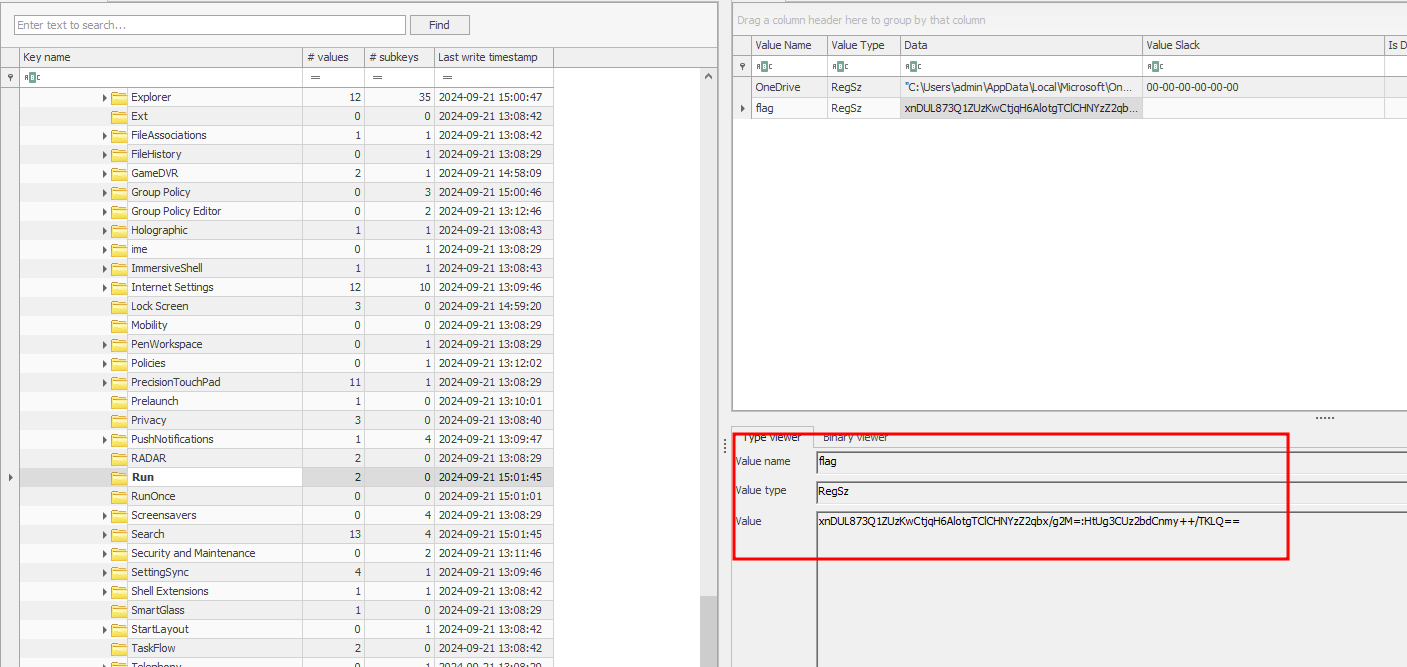 Enter text to search... Find
Key name # values # subkeys Last write timestamp
Explorer 12 35 2024-09-21 15:00:47
Ext 0 0 2024-09-21 13:08:42
FileAssociations 1 1 2024-09-21 13:08:42
FileHistory 0 1 2024-09-21 13:08:29
GameDVR 2 1 2024-09-21 14:58:09
Group Policy 0 3 2024-09-21 15:00:46
Group Policy Editor 0 2 2024-09-21 13:12:46
Holographic 1 1 2024-09-21 13:08:43
ime 0 1 2024-09-21 13:08:29
ImmersiveShell 1 1 2024-09-21 13:08:43
Internet Settings 12 10 2024-09-21 13:09:46
Lock Screen 3 0 2024-09-21 14:59:20
Mobility 0 0 2024-09-21 13:08:29
PenWorkspace 0 1 2024-09-21 13:08:42
Policies 0 1 2024-09-21 13:12:02
PrecisionTouchPad 11 1 2024-09-21 13:08:29
Prelaunch 1 0 2024-09-21 13:10:01
Privacy 3 0 2024-09-21 13:08:40
PushNotifications 1 4 2024-09-21 13:09:47
RADAR 2 0 2024-09-21 13:08:29
Run 2 0 2024-09-21 15:01:45
RunOnce 0 0 2024-09-21 15:01:01
Screensavers 0 4 2024-09-21 13:08:29
Search 13 4 2024-09-21 15:01:45
Security and Maintenance 0 2 2024-09-21 13:11:46
SettingSync 4 1 2024-09-21 13:09:46
Shell Extensions 1 1 2024-09-21 13:08:42
SmartGlass 1 0 2024-09-21 13:08:29
StartLayout 0 1 2024-09-21 13:08:42
TaskFlow 2 0 2024-09-21 13:08:42
Telephony 0 1 2024-09-21 13:08:29
Drag a column header here to group by that column
Value Name Value Type Data Value Slack Is D
OneDrive RegSz "C:\Users\admin\AppData\Local\Microsoft\On... 00-00-00-00-00-00
flag RegSz xnDUL873Q1ZUzKwCtjqH6AlotgTClCHNYzZ2qb...
Type viewer Binary viewer
Value name flag
Value type RegSz
Value xnDUL873Q1ZUzKwCtjqH6AlotgTClCHNYzZ2qbx/g2M=:HtUg3CUz2bdCnmy++/TKLQ==